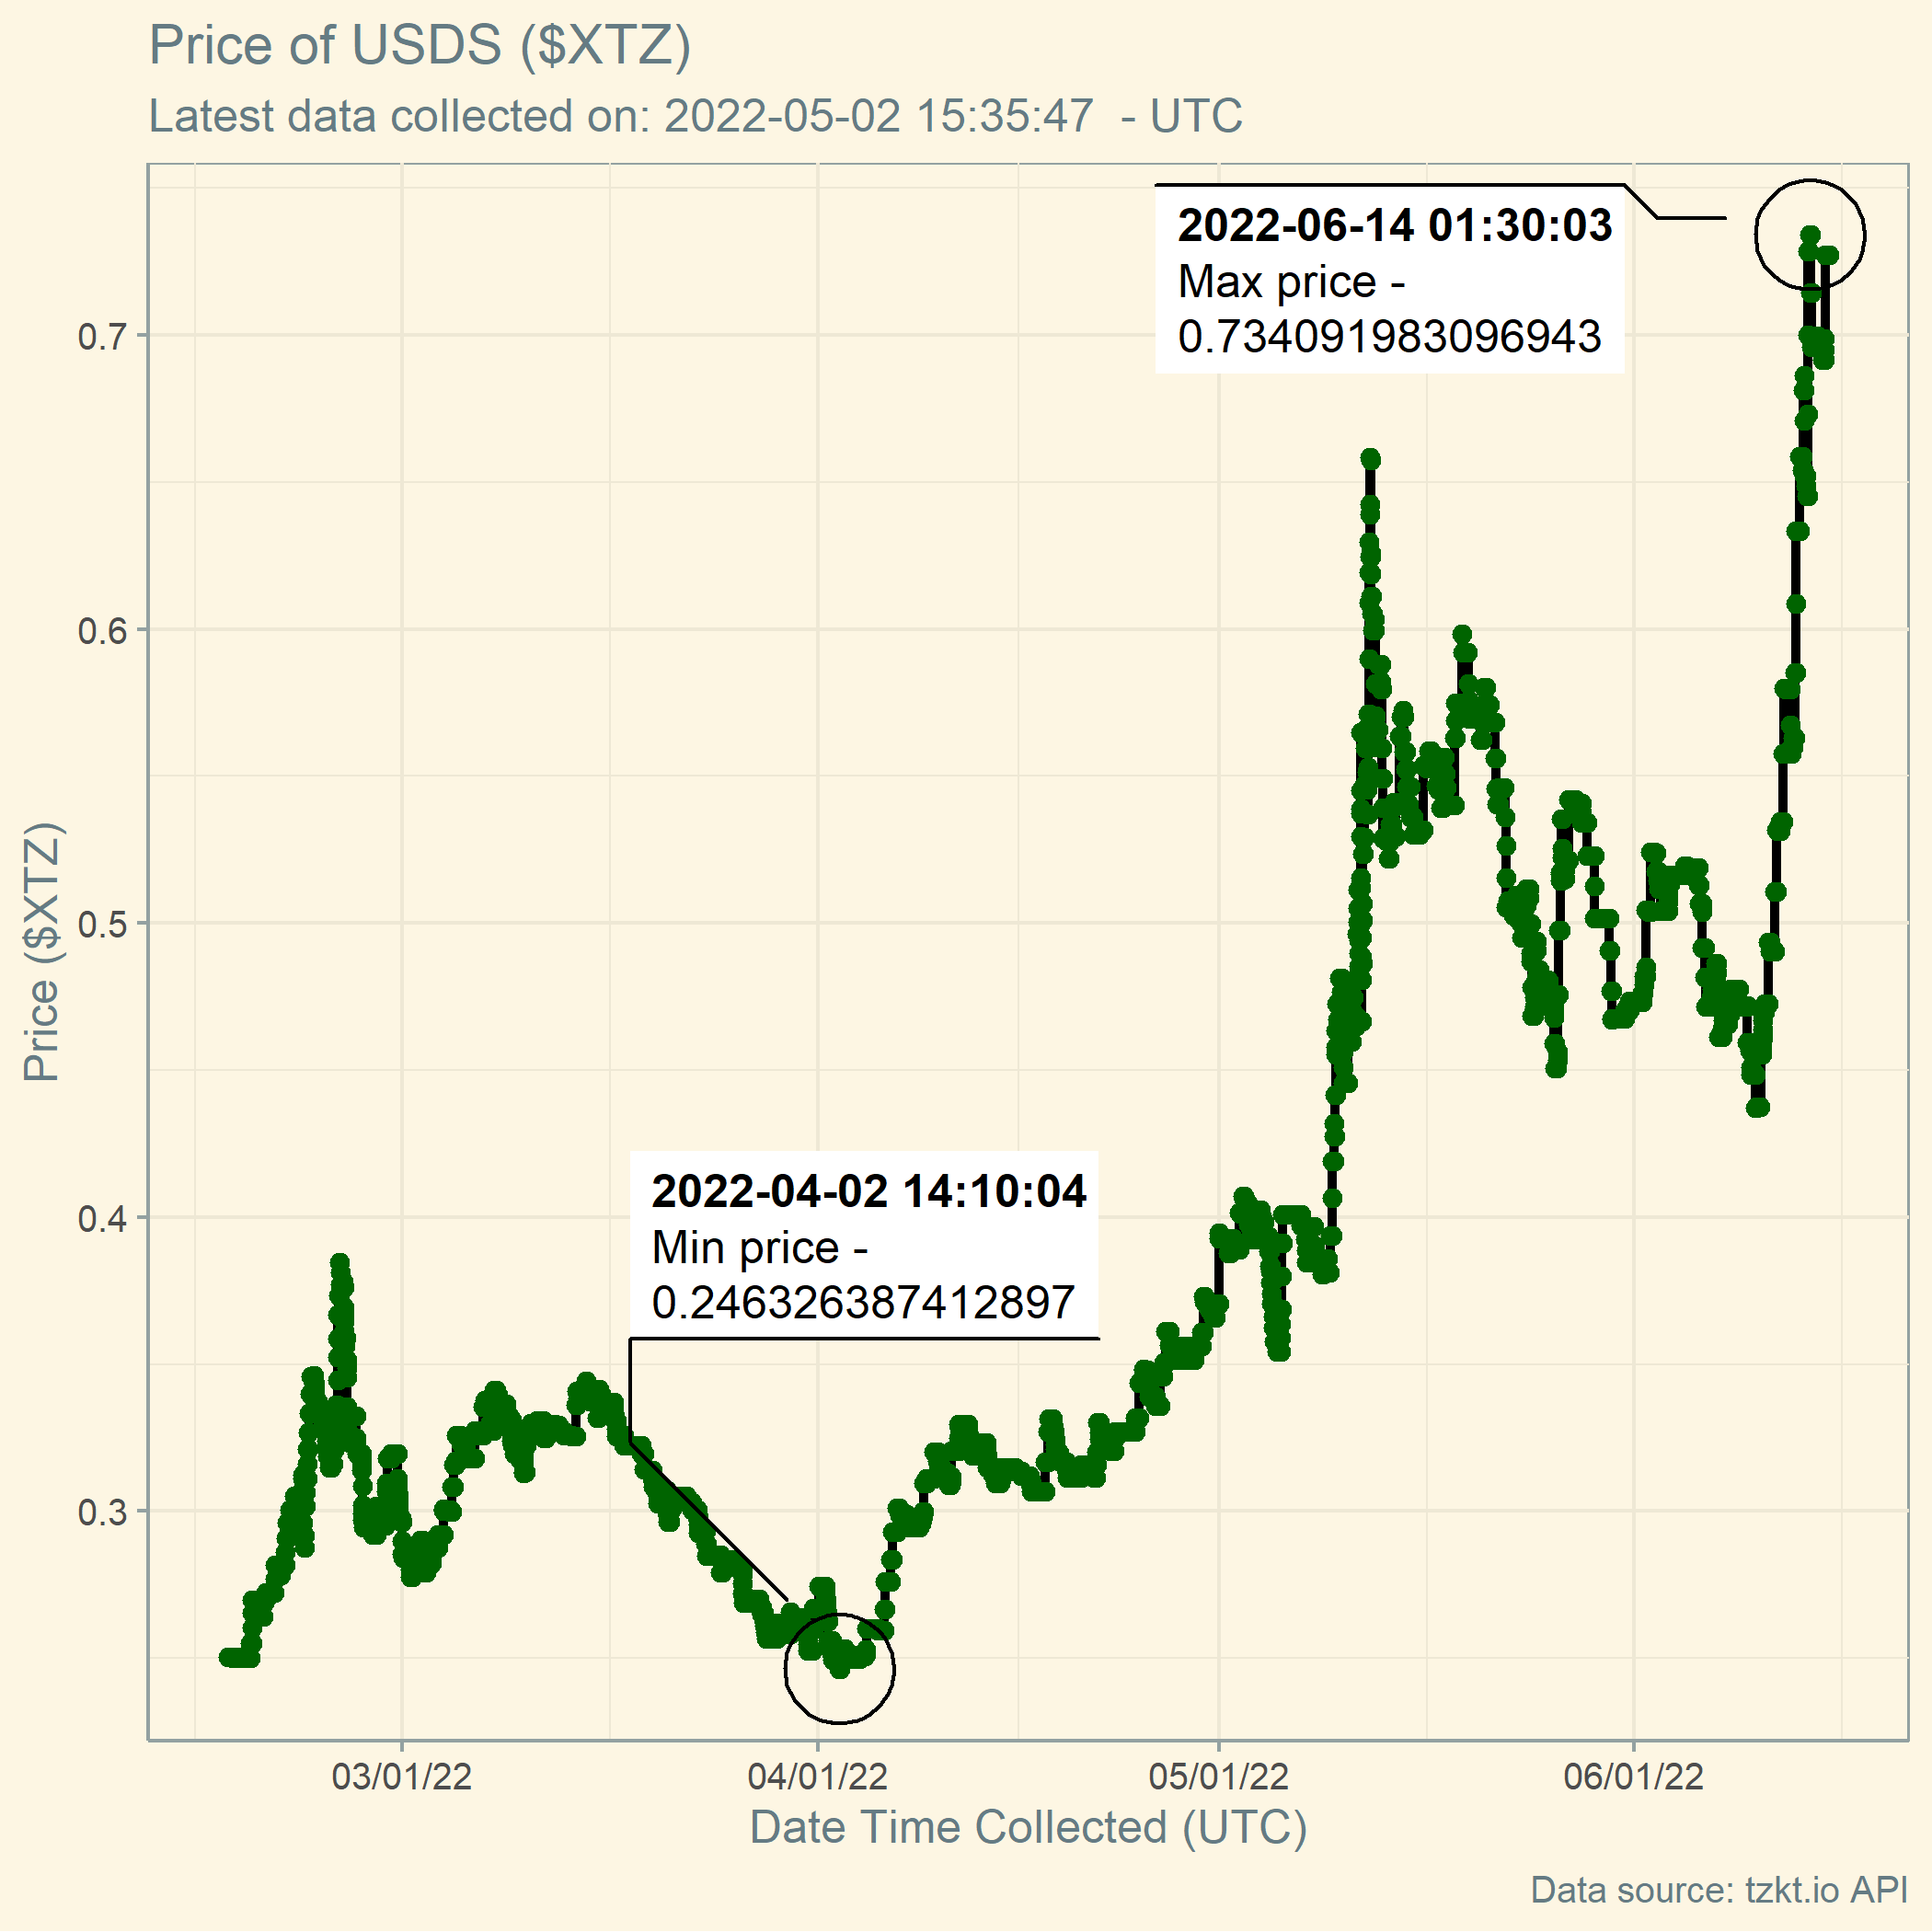 Price of USDS ($XTZ)
Latest data collected on: 2022-05-02 15:35:47  - UTC
2022-06-14 01:30:03
Max price -
0.734091983096943
2022-04-02 14:10:04
Min price -
0.246326387412897
Price ($XTZ)
0.7
0.6
0.5
0.4
0.3
03/01/22
04/01/22
05/01/22
06/01/22
Date Time Collected (UTC)
Data source: tzkt.io API